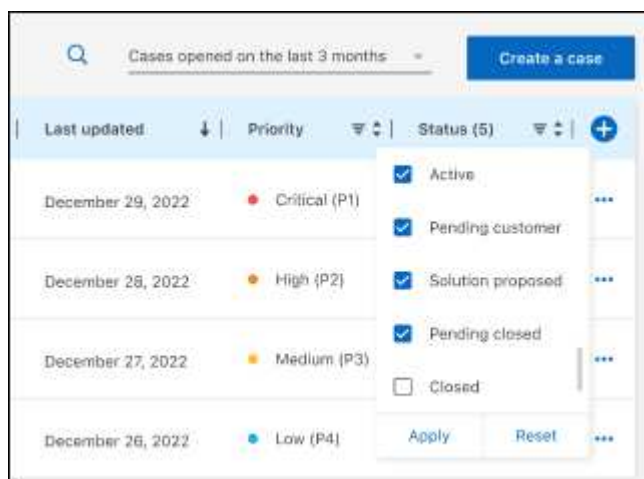 Cases opened on the last 3 months
Create a case
Last updated
Priority
Status (5)
December 29, 2022
Critical (P1)
Active
Pending customer
December 28, 2022
High (P2)
Solution proposed
Pending closed
December 27, 2022
Medium (P3)
Closed
December 26, 2022
Low (P4)
Apply
Reset